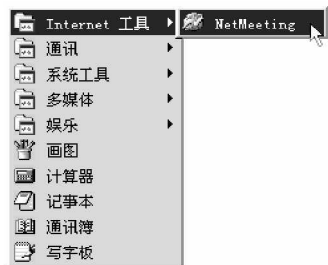 Internet 工具
NetMeeting
通讯
系统工具
多媒体
娱乐
画图
计算器
记事本
通讯簿
写字板